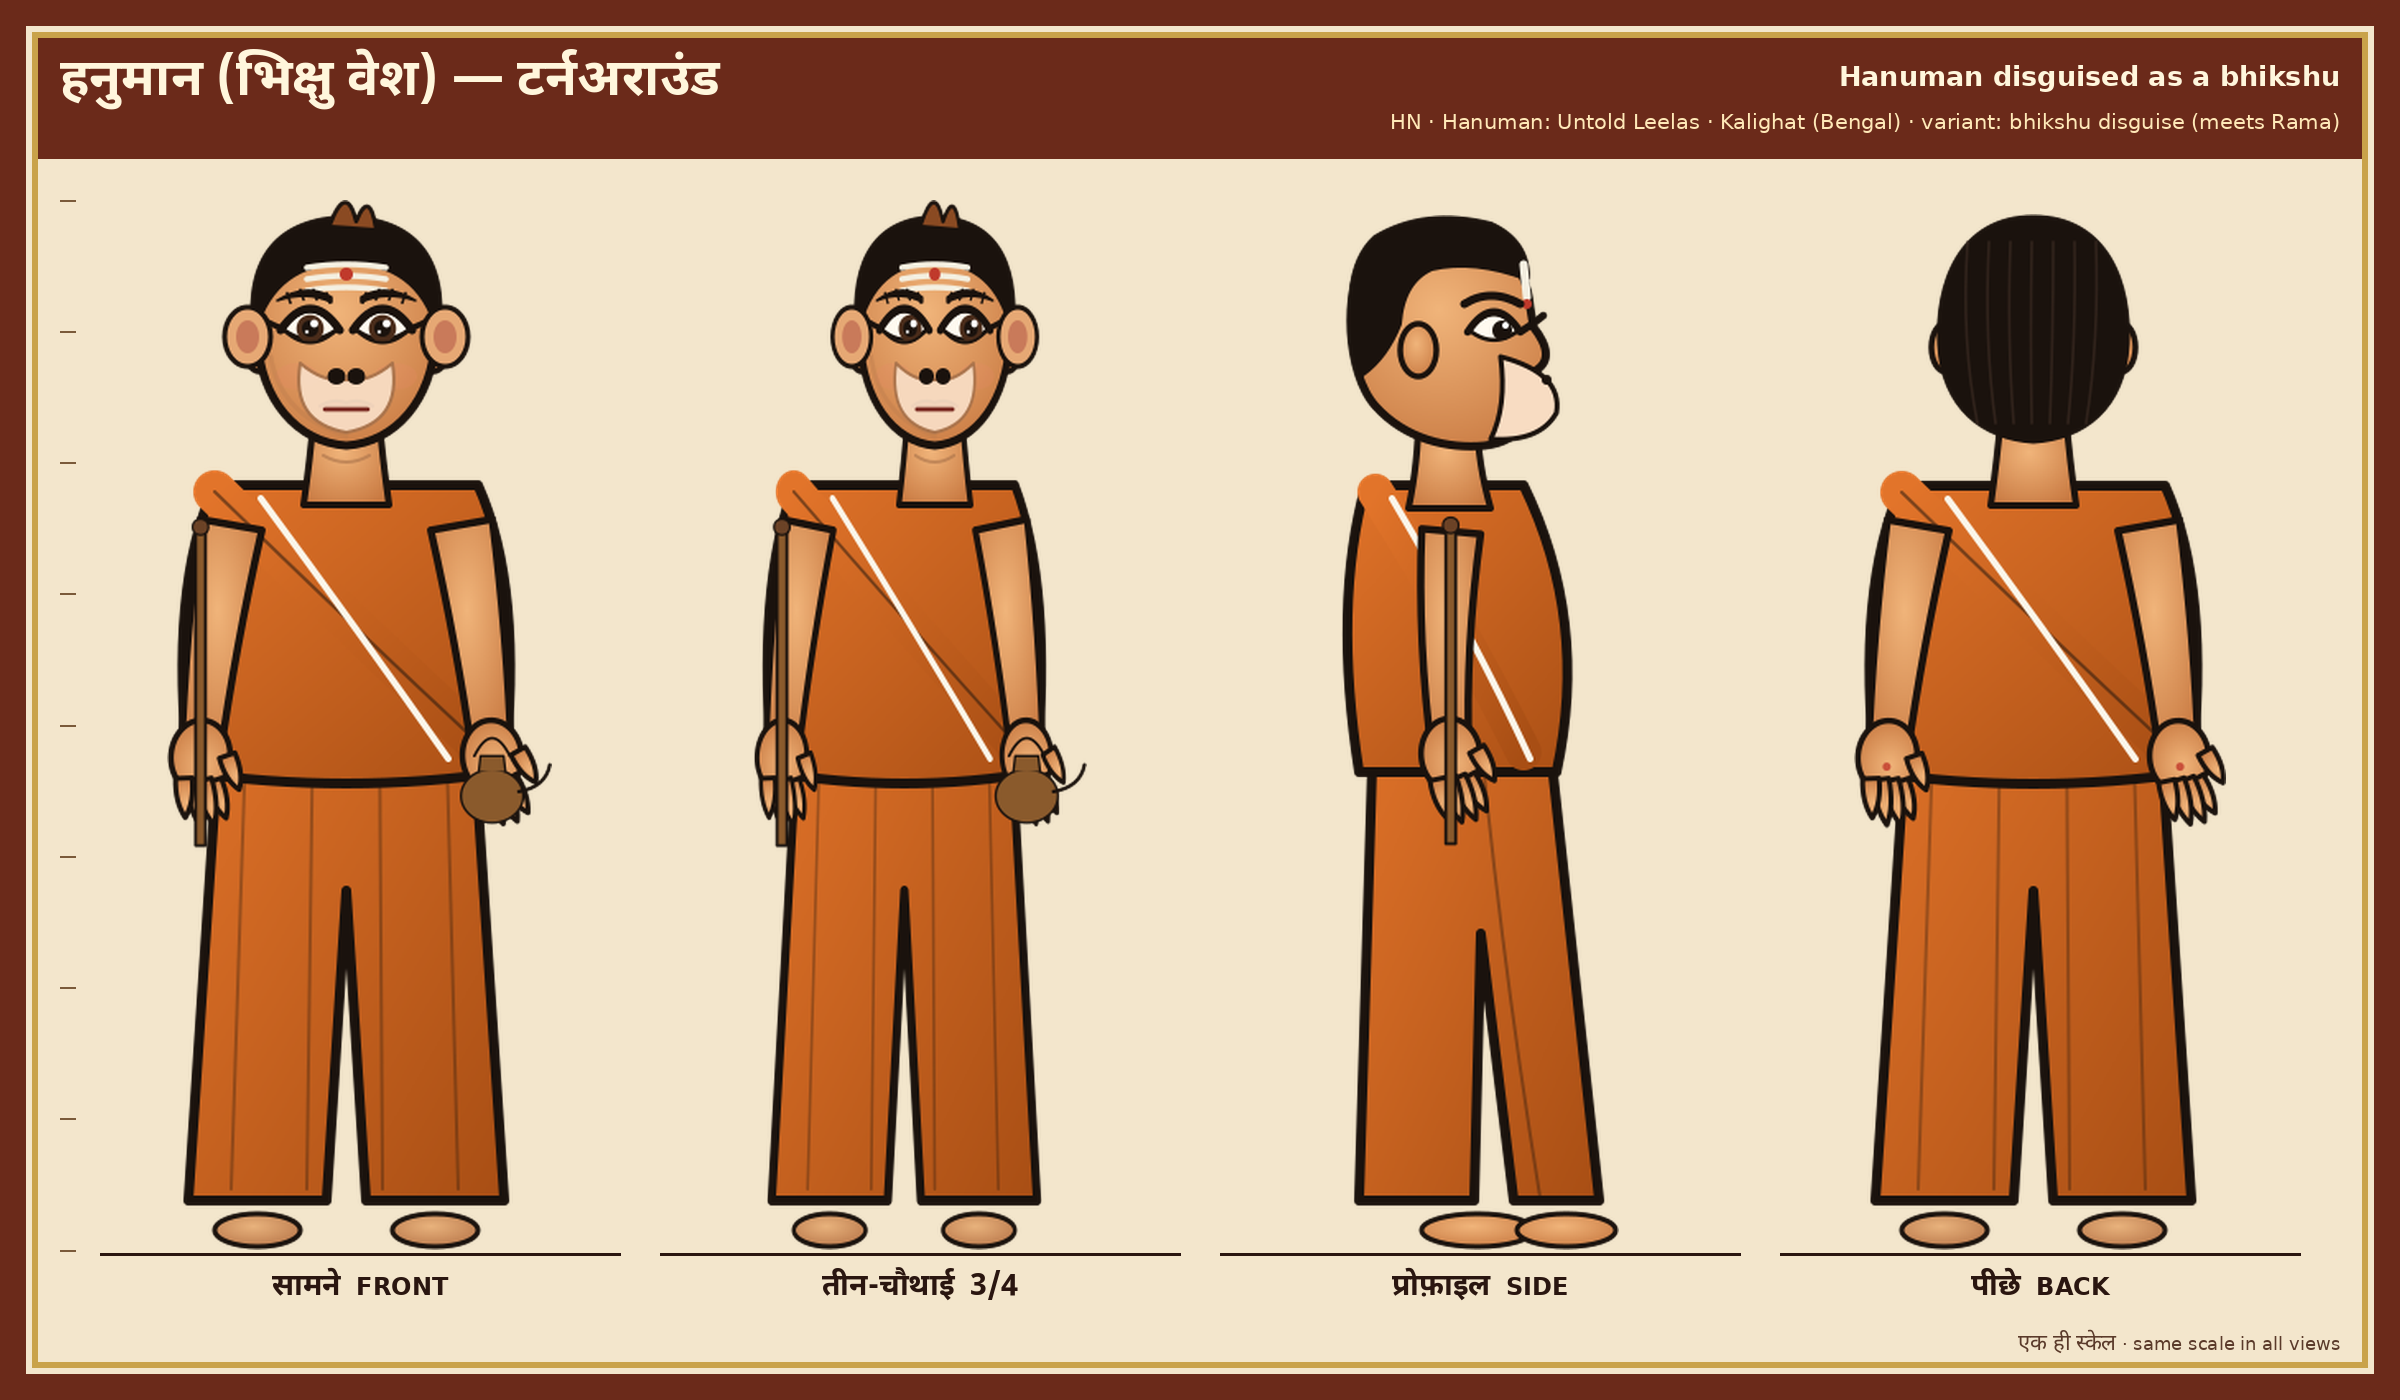 हनुमान (भिक्षु वेश) — टर्नअराउंड
Hanuman disguised as a bhikshu
HN · Hanuman: Untold Leelas · Kalighat (Bengal) · variant: bhikshu disguise (meets Rama)
सामने FRONT
तीन-चौथाई 3/4
प्रोफ़ाइल SIDE
पीछे BACK
एक ही स्केल · same scale in all views